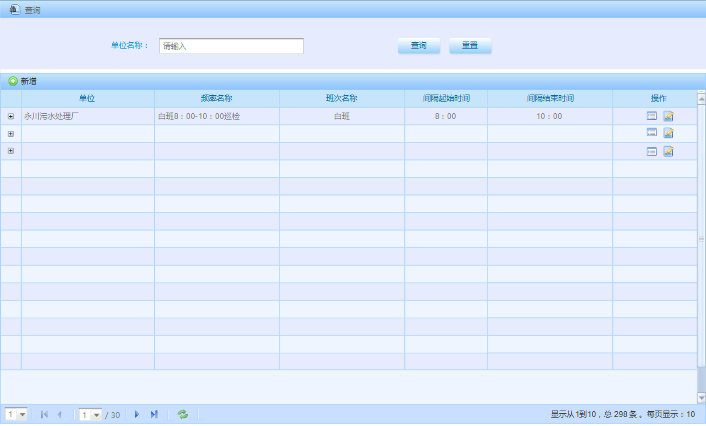 查询
单位名称： 请输入 查询 重置
新增
单位 频率名称 班次名称 间隔起始时间 间隔结束时间 操作
永川污水处理厂 白班8：00-10：00巡检 白班 8：00 10：00
1 1 / 30 显示从1到10，总 298 条 。每页显示：10